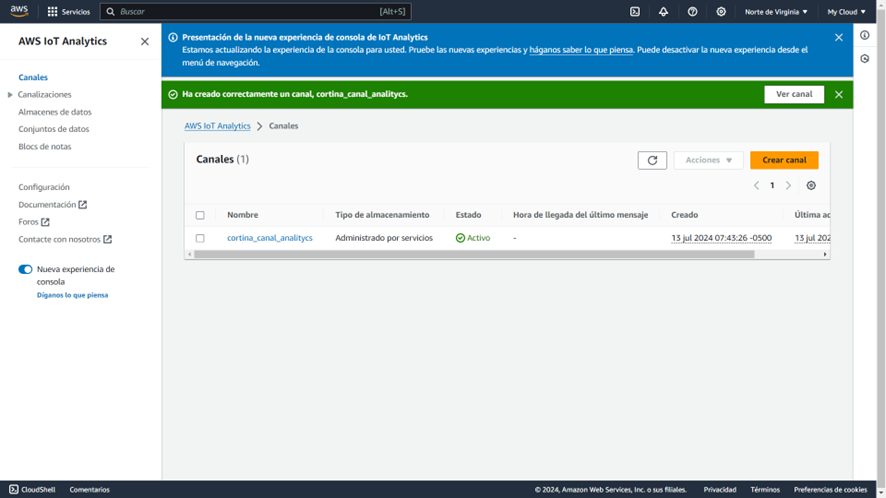 aws
Servicios
Buscar
[Alt+S]
Norte de Virginia
My Cloud
AWS IoT Analytics
Canales
Canalizaciones
Almacenes de datos
Conjuntos de datos
Blocs de notas
Configuración
Documentación
Foros
Contacte con nosotros
Nueva experiencia de
consola
Díganos lo que piensa
Presentación de la nueva experiencia de consola de IoT Analytics
Estamos actualizando la experiencia de la consola para usted. Pruebe las nuevas experiencias y háganos saber lo que piensa. Puede desactivar la nueva experiencia desde el
menú de navegación.
Ha creado correctamente un canal, cortina_canal_analitycs.
Ver canal
AWS IoT Analytics > Canales
Canales (1)
Acciones
Crear canal
1
Nombre Tipo de almacenamiento Estado Hora de llegada del último mensaje Creado Última ac
cortina_canal_analitycs Administrado por servicios Activo - 13 jul 2024 07:43:26 -0500 13 jul 202
CloudShell Comentarios © 2024, Amazon Web Services, Inc. o sus filiales. Privacidad Términos Preferencias de cookies